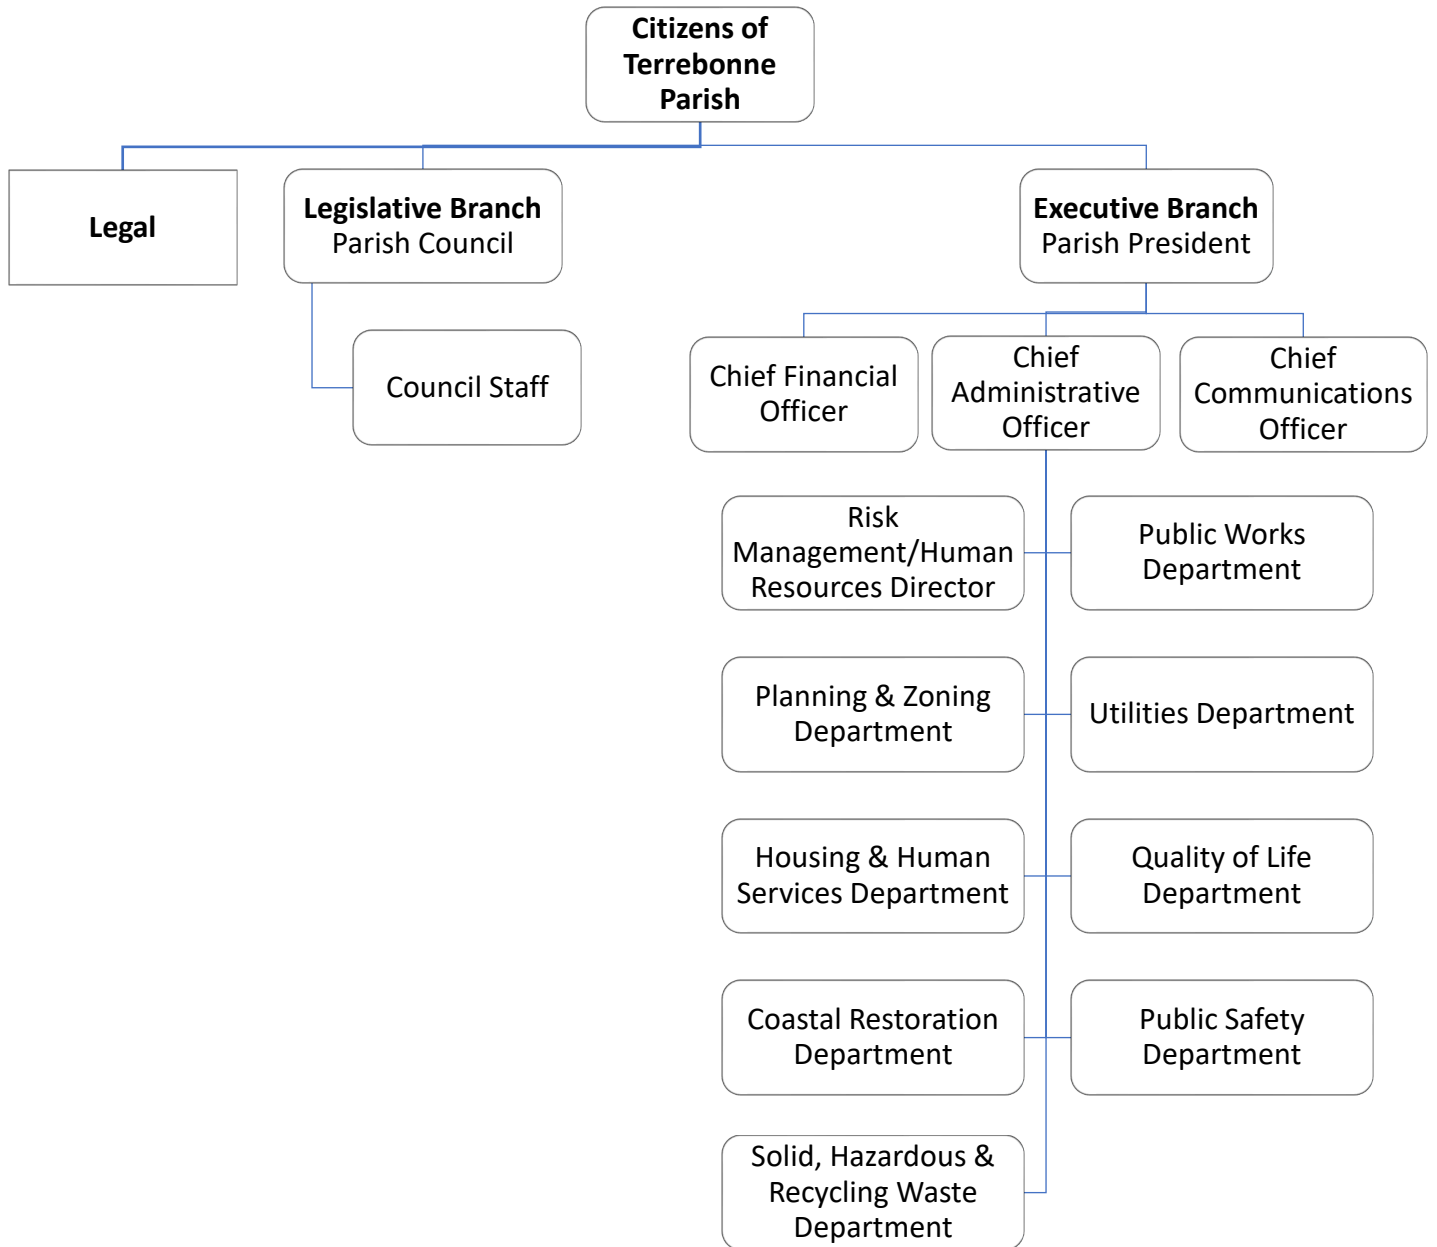 Citizens of
Terrebonne
Parish
Legal
Legislative Branch
Parish Council
Executive Branch
Parish President
Council Staff
Chief Financial
Officer
Chief
Administrative
Officer
Chief
Communications
Officer
Risk
Management/Human
Resources Director
Public Works
Department
Planning & Zoning
Department
Utilities Department
Housing & Human
Services Department
Quality of Life
Department
Coastal Restoration
Department
Public Safety
Department
Solid, Hazardous &
Recycling Waste
Department